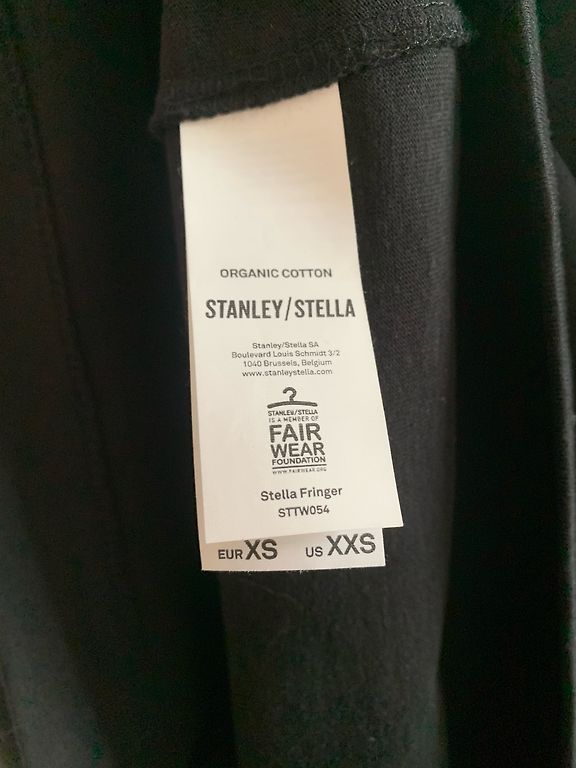 ORGANIC COTTON
STANLEY/STELLA
Stanley/Stella SA
Boulevard Louis Schmidt 3/2
1040 Brussels, Belgium
www.stanleystella.com
STANLEY/STELLA
IS A MEMBER OF
FAIR
WEAR
FOUNDATION
WWW.FAIRWEAR.ORG
Stella Fringer
STTW054
EUR XS US XXS